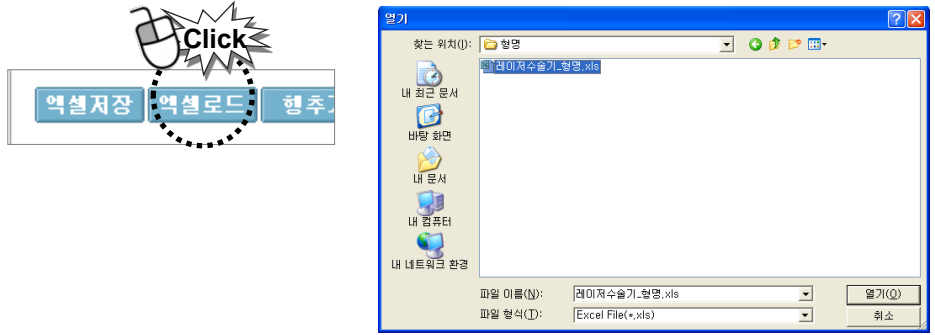 Click
엑셀저장 엑셀로드 행추
열기
찾는 위치(I): 형명
레이저수술기_형명.xls
내 최근 문서
바탕 화면
내 문서
내 컴퓨터
내 네트워크 환경
파일 이름(N): 레이저수술기_형명.xls 열기(O)
파일 형식(T): Excel File(*.xls) 취소